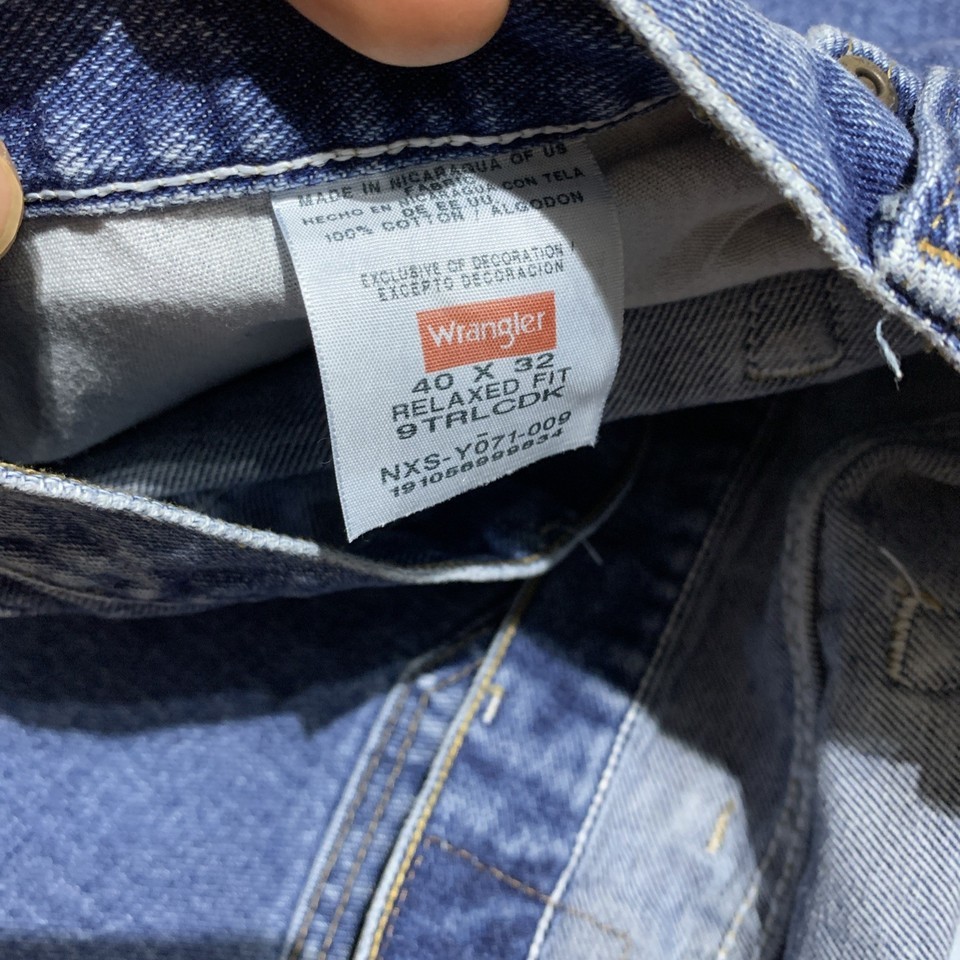 MADE IN NICARAGUA OF US
FABRIC
HECHO EN NICARAGUA CON TELA
DE EE UU
100% COTTON / ALGODON
EXCLUSIVE OF DECORATION /
EXCEPTO DECORACION
Wrangler
40 X 32
RELAXED FIT
9TRLCDK
NXS-Y071-009
191056999834